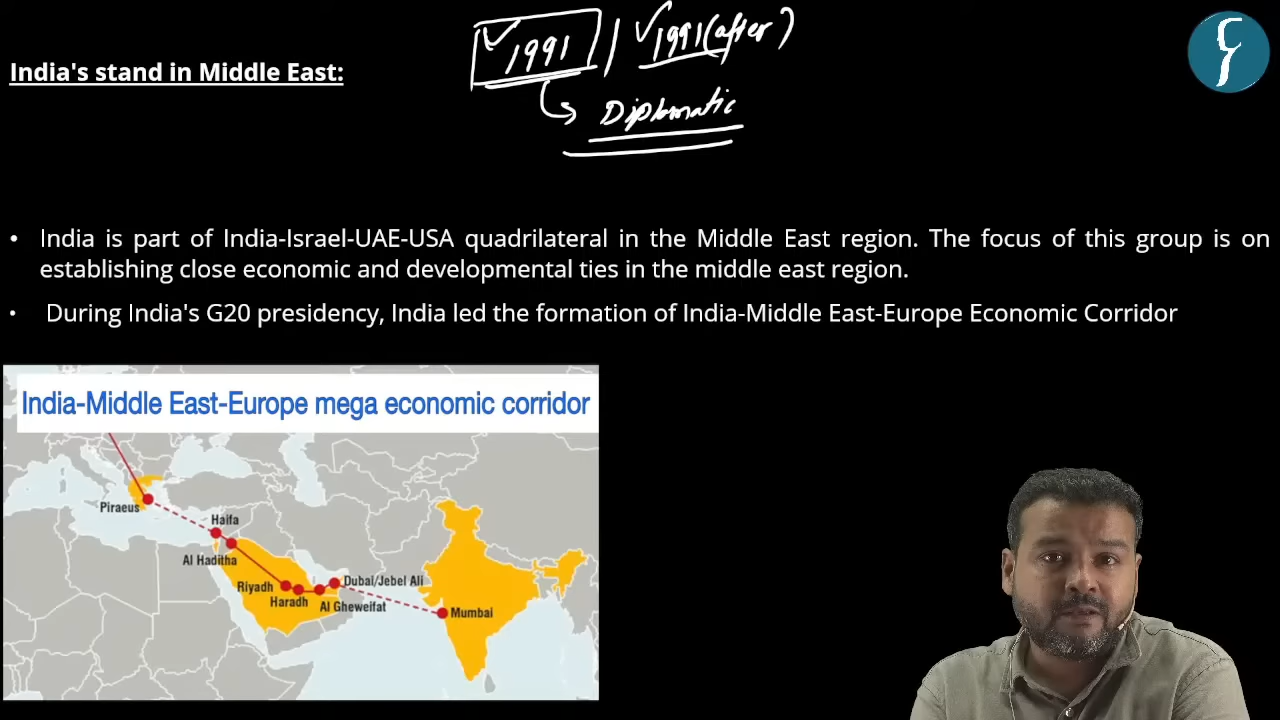 ✓1991 | ✓1991(after)
India's stand in Middle East:
Diplomatic
• India is part of India-Israel-UAE-USA quadrilateral in the Middle East region. The focus of this group is on
establishing close economic and developmental ties in the middle east region.
• During India's G20 presidency, India led the formation of India-Middle East-Europe Economic Corridor
India-Middle East-Europe mega economic corridor
Piraeus
Haifa
Al Haditha
Riyadh
Haradh
Al Gheweifat
Dubai/Jebel Ali
Mumbai